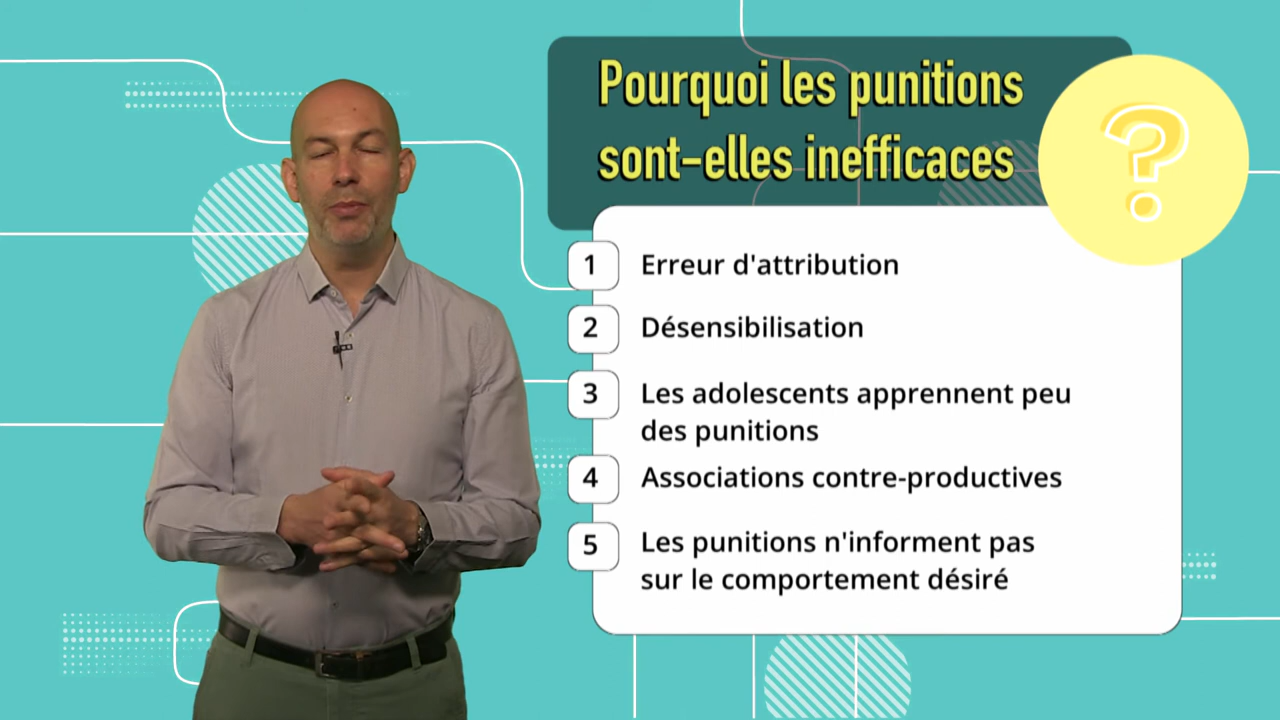 Pourquoi les punitions
sont-elles inefficaces
?
1 Erreur d'attribution
2 Désensibilisation
3 Les adolescents apprennent peu
des punitions
4 Associations contre-productives
5 Les punitions n'informent pas
sur le comportement désiré